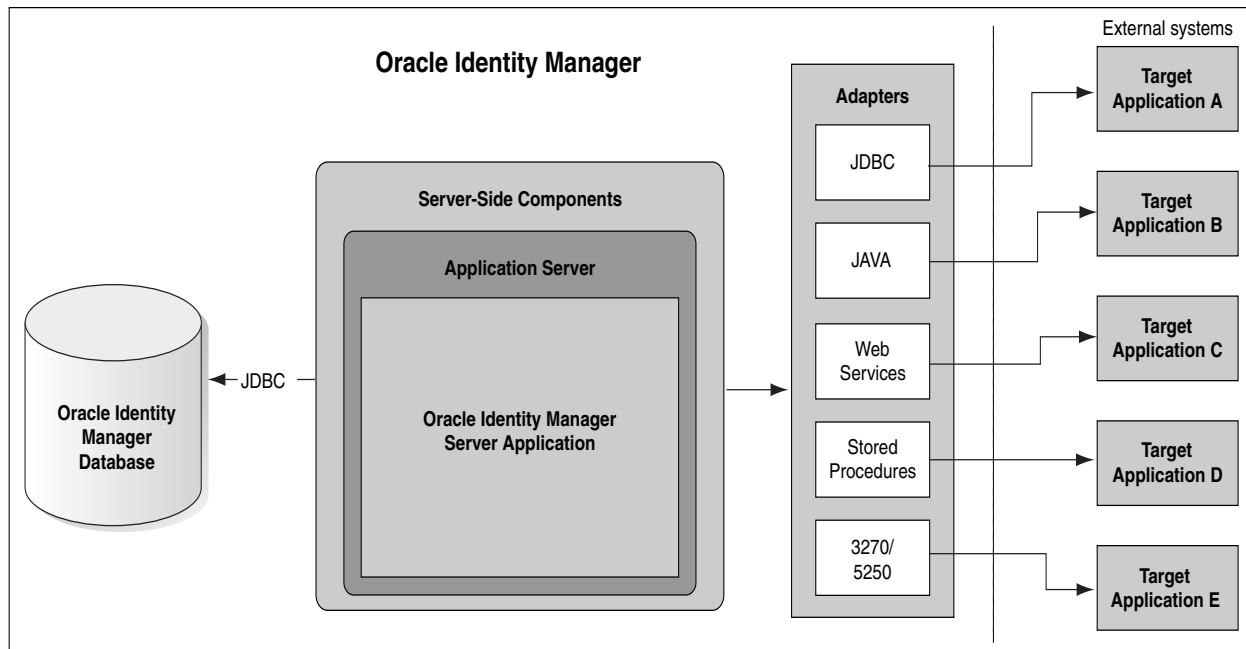 Oracle Identity Manager
External systems
Server-Side Components
Application Server
Oracle Identity Manager
Server Application
Oracle Identity
Manager
Database
JDBC
Adapters
JDBC
JAVA
Web
Services
Stored
Procedures
3270/
5250
Target
Application A
Target
Application B
Target
Application C
Target
Application D
Target
Application E